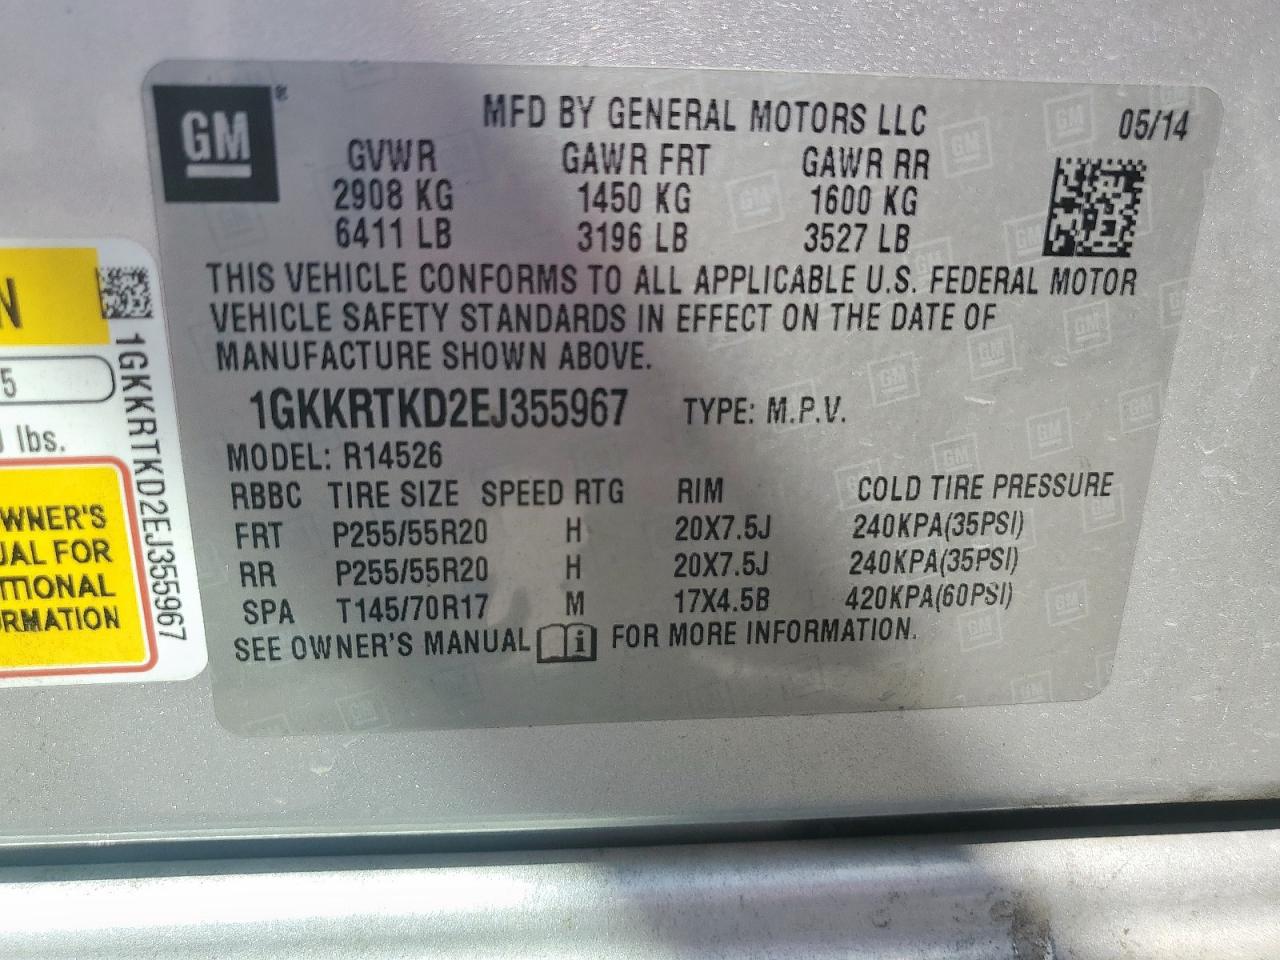 GM
MFD BY GENERAL MOTORS LLC 05/14
GVWR GAWR FRT GAWR RR
2908 KG 1450 KG 1600 KG
6411 LB 3196 LB 3527 LB
THIS VEHICLE CONFORMS TO ALL APPLICABLE U.S. FEDERAL MOTOR
VEHICLE SAFETY STANDARDS IN EFFECT ON THE DATE OF
MANUFACTURE SHOWN ABOVE.
1GKKRTKD2EJ355967 TYPE: M.P.V.
MODEL: R14526
RBBC TIRE SIZE SPEED RTG RIM COLD TIRE PRESSURE
FRT P255/55R20 H 20X7.5J 240KPA(35PSI)
RR P255/55R20 H 20X7.5J 240KPA(35PSI)
SPA T145/70R17 M 17X4.5B 420KPA(60PSI)
SEE OWNER'S MANUAL i FOR MORE INFORMATION.
N
5
lbs.
WNER'S
UAL FOR
ITIONAL
RMATION
1GKKRTKD2EJ355967